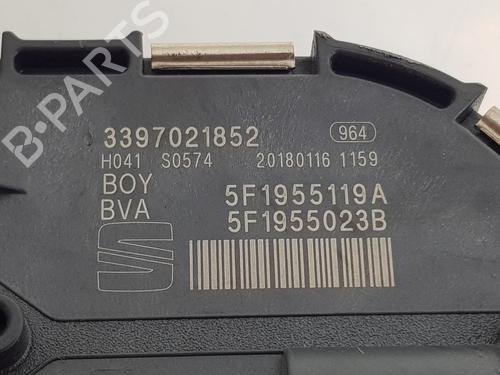 B-PARTS
3397021852 964
H041 S0574 20180116 1159
BOY 5F1955119A
BVA 5F1955023B